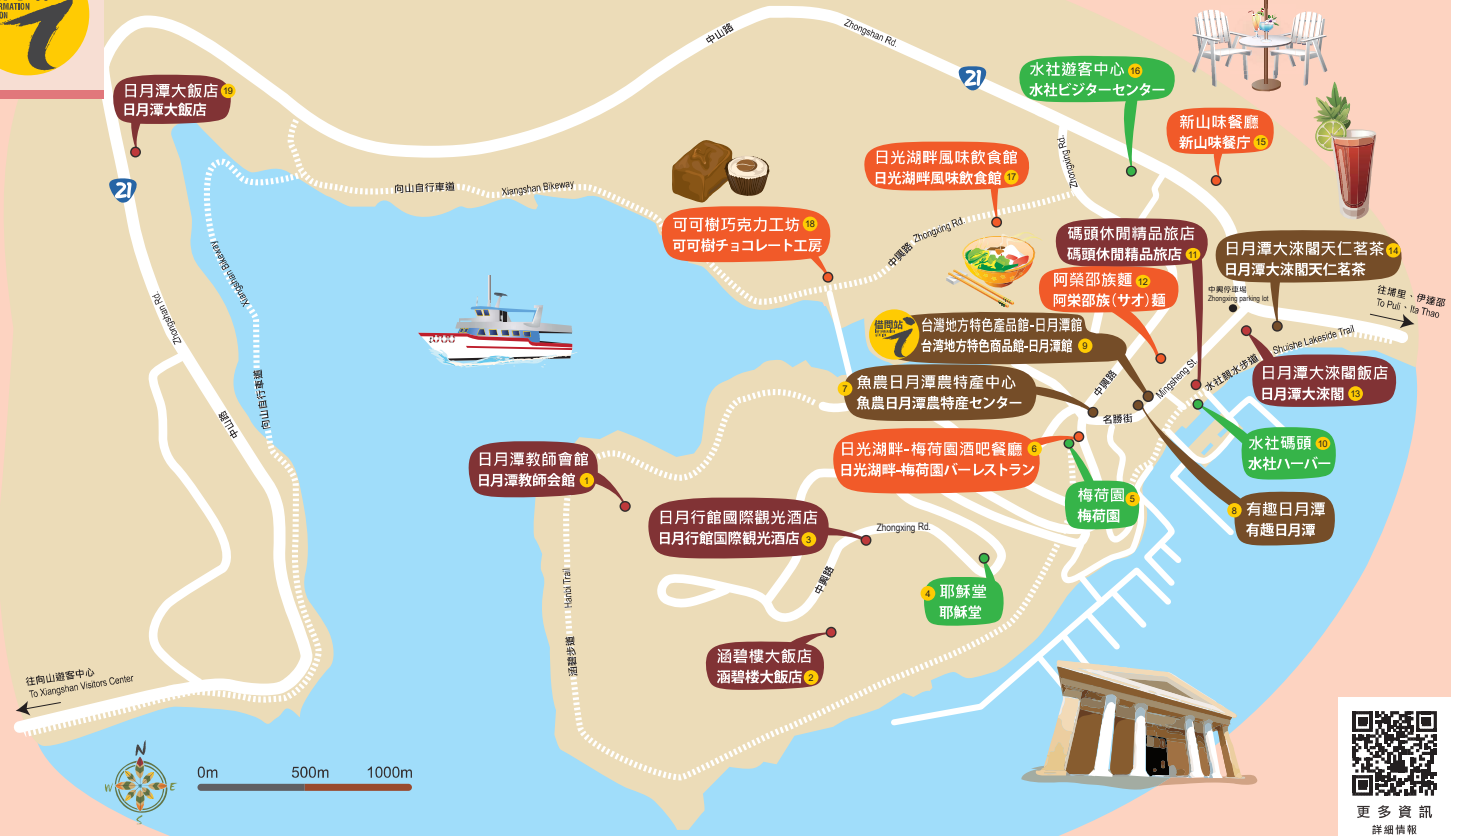 RMATION
ION
中山路
Zhongshan Rd.
21
水社遊客中心 16
水社ビジターセンター
日月潭大飯店 19
日月潭大飯店
新山味餐廳
新山味餐庁 15
Zhongxing Rd.
日光湖畔風味飲食館
日光湖畔風味飲食館 17
21
向山自行車道
Xiangshan Bikeway
可可樹巧克力工坊 18
可可樹チョコレート工房
中興路
Zhongxing Rd.
碼頭休閒精品旅店
碼頭休閒精品旅店 11
日月潭大淶閣天仁茗茶 14
日月潭大淶閣天仁茗茶
阿榮邵族麵 12
阿栄邵族(サオ)麺
中興停車場
Zhongxing parking lot
往埔里、伊達邵
To Puli、Ita Thao
Xiangshan Bikeway
Zhongshan Rd.
借問站
台灣地方特色產品館-日月潭館
台湾地方特色商品館-日月潭館 9
Shuishe Lakeside Trail
水社親水步道
Mingsheng St.
名勝街
中興路
日月潭大淶閣飯店
日月潭大淶閣 13
7 魚農日月潭農特產中心
魚農日月潭農特産センター
向山自行車道
中山路
日光湖畔-梅荷園酒吧餐廳 6
日光湖畔-梅荷園バーレストラン
水社碼頭 10
水社ハーバー
日月潭教師會館
日月潭教師会館 1
梅荷園 5
梅荷園
8 有趣日月潭
有趣日月潭
日月行館國際觀光酒店
日月行館国際観光酒店 3
Zhongxing Rd.
中興路
Hanbi Trail
涵碧步道
4 耶穌堂
耶穌堂
涵碧樓大飯店
涵碧楼大飯店 2
往向山遊客中心
To Xiangshan Visitors Center
N
W
E
S
0m 500m 1000m
更多資訊
詳細情報